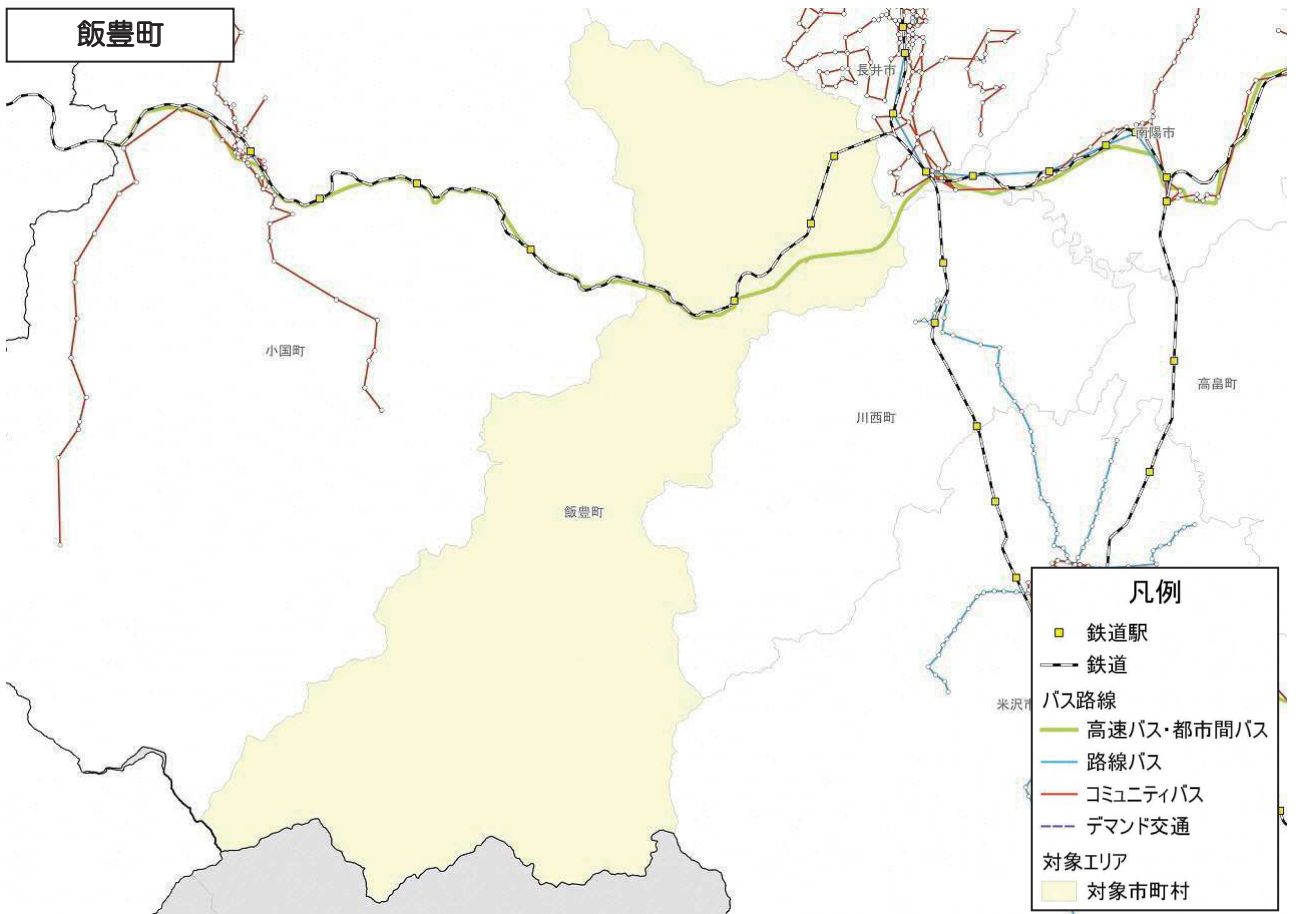 飯豊町
長井市
南陽市
小国町
高畠町
川西町
飯豊町
米沢市
凡例
鉄道駅
鉄道
バス路線
高速バス・都市間バス
路線バス
コミュニティバス
デマンド交通
対象エリア
対象市町村